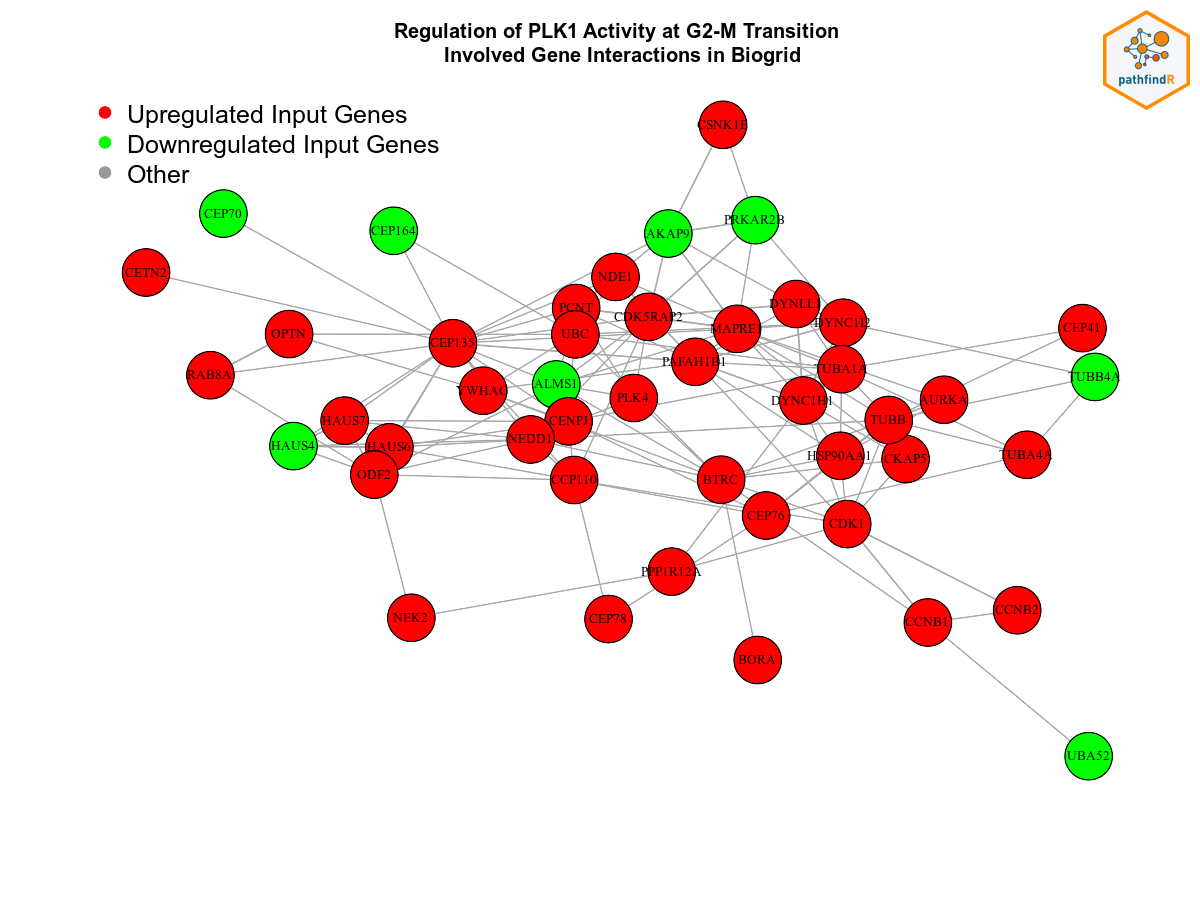 Regulation of PLK1 Activity at G2-M Transition
Involved Gene Interactions in Biogrid
pathfindR
Upregulated Input Genes
Downregulated Input Genes
Other
CSNK1E
CEP70
CEP164
PRKAR2B
AKAP9
CETN2
NDE1
PCNT
DYNLL1
CDK5RAP2
DYNC1I2
MAPRE1
CEP41
OPTN
UBC
CEP135
PAFAH1B1
TUBA1A
RAB8A
TUBB4A
ALMS1
YWHAG
PLK4
DYNC1H1
AURKA
HAUS7
CENPJ
TUBB
HAUS4
HAUS6
NEDD1
HSP90AA1
CKAP5
TUBA4A
ODF2
CCP110
BTRC
CEP76
CDK1
PPP1R12A
NEK2
CEP78
CCNB1
CCNB2
BORA
UBA52